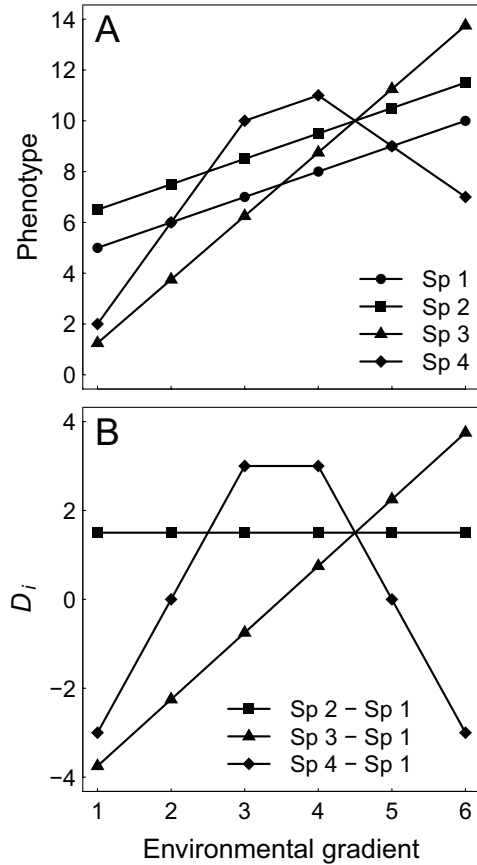 A
14
12
10
8
6
4
2
0
Phenotype
Sp 1
Sp 2
Sp 3
Sp 4
B
4
2
0
−2
−4
D i
Sp 2 − Sp 1
Sp 3 − Sp 1
Sp 4 − Sp 1
1 2 3 4 5 6
Environmental gradient